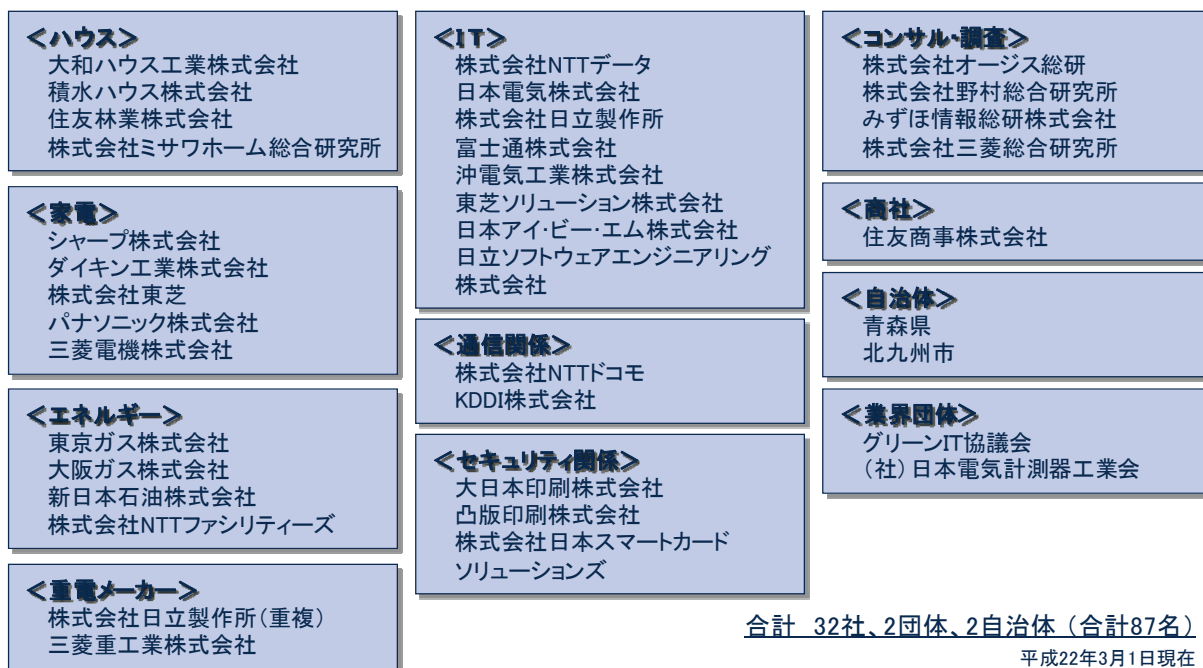 ＜ハウス＞
大和ハウス工業株式会社
積水ハウス株式会社
住友林業株式会社
株式会社ミサワホーム総合研究所
＜家電＞
シャープ株式会社
ダイキン工業株式会社
株式会社東芝
パナソニック株式会社
三菱電機株式会社
＜エネルギー＞
東京ガス株式会社
大阪ガス株式会社
新日本石油株式会社
株式会社NTTファシリティーズ
＜重電メーカー＞
株式会社日立製作所（重複）
三菱重工業株式会社
＜IT＞
株式会社NTTデータ
日本電気株式会社
株式会社日立製作所
富士通株式会社
沖電気工業株式会社
東芝ソリューション株式会社
日本アイ・ビー・エム株式会社
日立ソフトウェアエンジニアリング
株式会社
＜通信関係＞
株式会社NTTドコモ
KDDI株式会社
＜セキュリティ関係＞
大日本印刷株式会社
凸版印刷株式会社
株式会社日本スマートカード
ソリューションズ
＜コンサル・調査＞
株式会社オージス総研
株式会社野村総合研究所
みずほ情報総研株式会社
株式会社三菱総合研究所
＜商社＞
住友商事株式会社
＜自治体＞
青森県
北九州市
＜業界団体＞
グリーンIT協議会
（社）日本電気計測器工業会
合計　32社、2団体、2自治体（合計87名）
平成22年3月1日現在